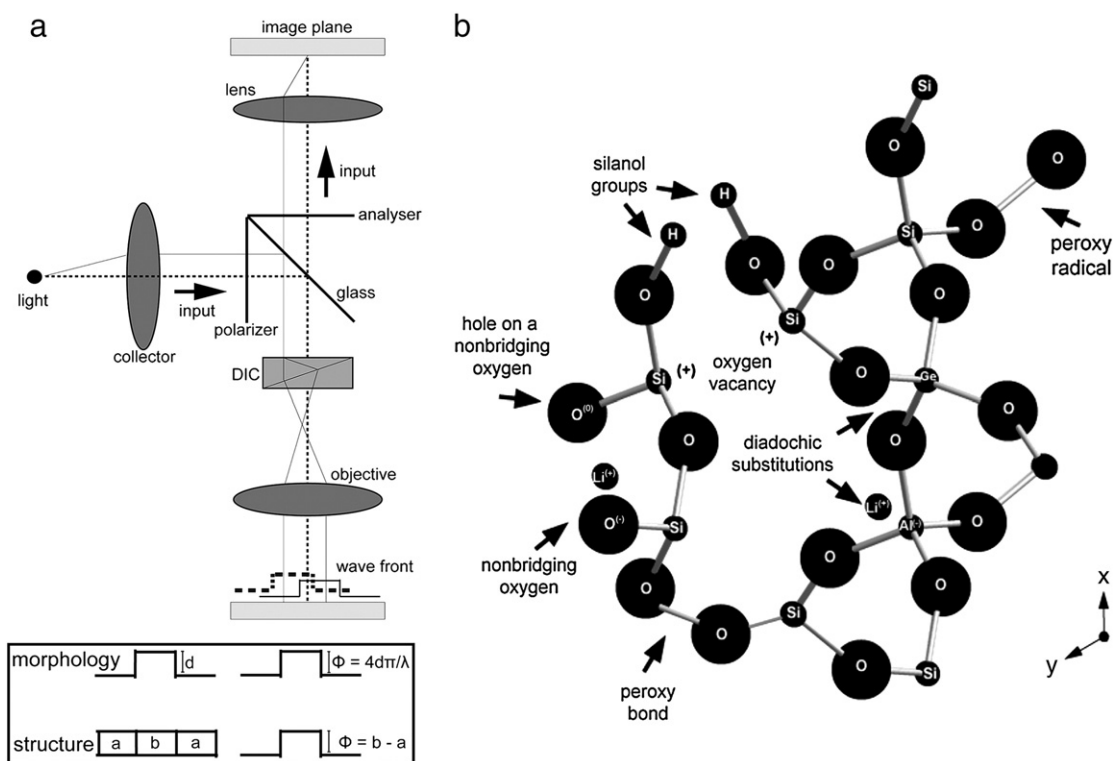 a
image plane
lens
input
analyser
light
input
glass
polarizer
collector
DIC
objective
wave front
morphology
d
Φ = 4dπ/λ
structure
a
b
a
Φ = b - a
b
Si
O
O
silanol
groups
H
Si
O
peroxy
radical
H
O
O
O
O
hole on a
nonbridging
oxygen
Si
(+)
oxygen
vacancy
Si
(+)
O
Ge
O⁽⁰⁾
O
O
O
diadochic
substitutions
Li⁽⁺⁾
Li⁽⁺⁾
O⁽⁻⁾
Si
Al⁽⁻⁾
O
nonbridging
oxygen
O
O
O
Si
O
O
Si
peroxy
bond
x
y